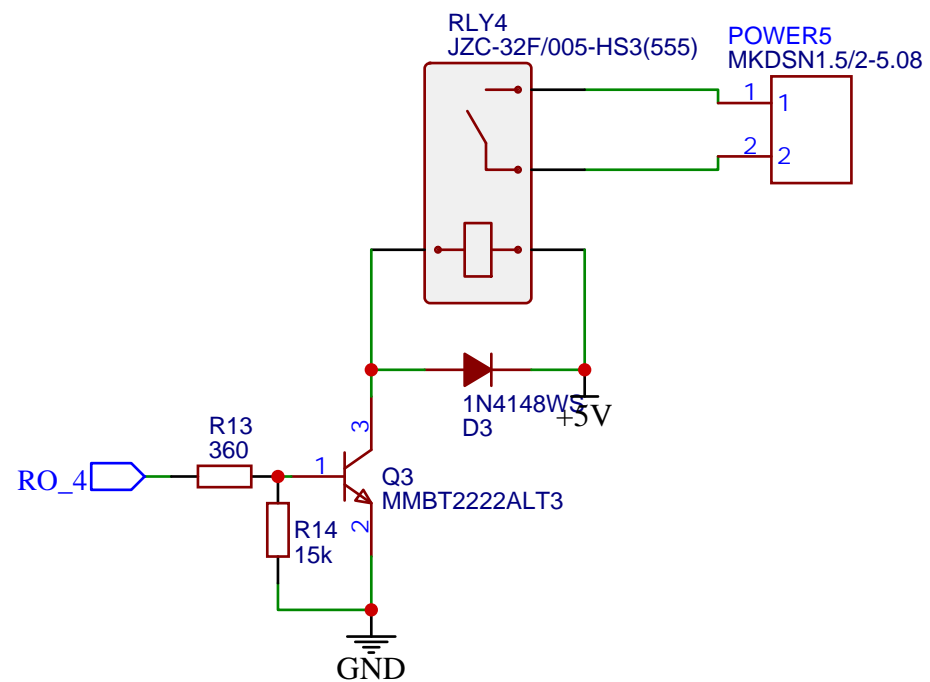 RLY4
JZC-32F/005-HS3(555)
POWER5
MKDSN1.5/2-5.08
1
1
2
2
1N4148WS
D3
+5V
3
R13
360
1
RO_4
Q3
MMBT2222ALT3
2
R14
15k
GND